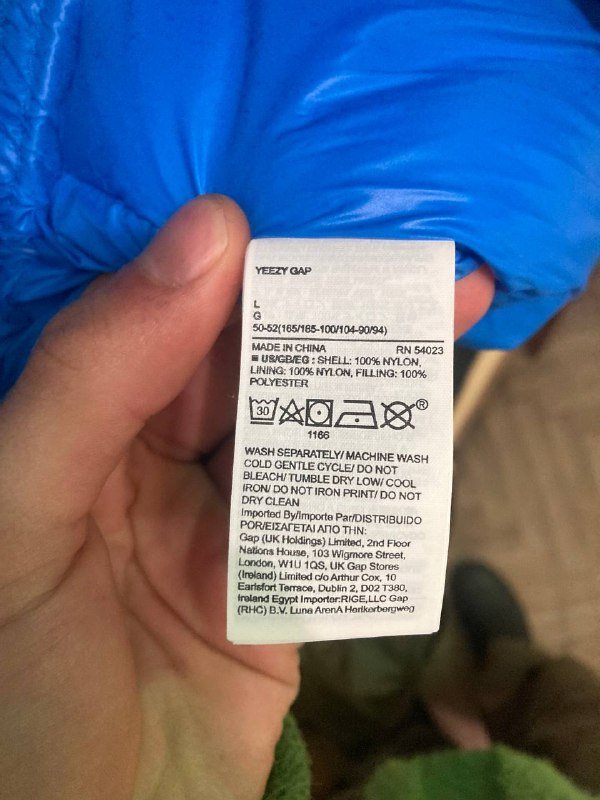 YEEZY GAP
L
G
50-52(165/185-100/104-90/94)
MADE IN CHINA RN 54023
US/GB/EG : SHELL: 100% NYLON,
LINING: 100% NYLON, FILLING: 100%
POLYESTER
30
®
1166
WASH SEPARATELY/ MACHINE WASH
COLD GENTLE CYCLE/ DO NOT
BLEACH/ TUMBLE DRY LOW/ COOL
IRON/ DO NOT IRON PRINT/ DO NOT
DRY CLEAN
Imported By/Importe Par/DISTRIBUIDO
POR/ΕΙΣΑΓΕΤΑΙ ΑΠΟ ΤΗΝ:
Gap (UK Holdings) Limited, 2nd Floor
Nations House, 103 Wigmore Street,
London, W1U 1QS, UK Gap Stores
(Ireland) Limited c/o Arthur Cox, 10
Earlsfort Terrace, Dublin 2, D02 T380,
Ireland Egypt Importer:RIGE,LLC Gap
(RHC) B.V. Luna ArenA Herikerbergweg